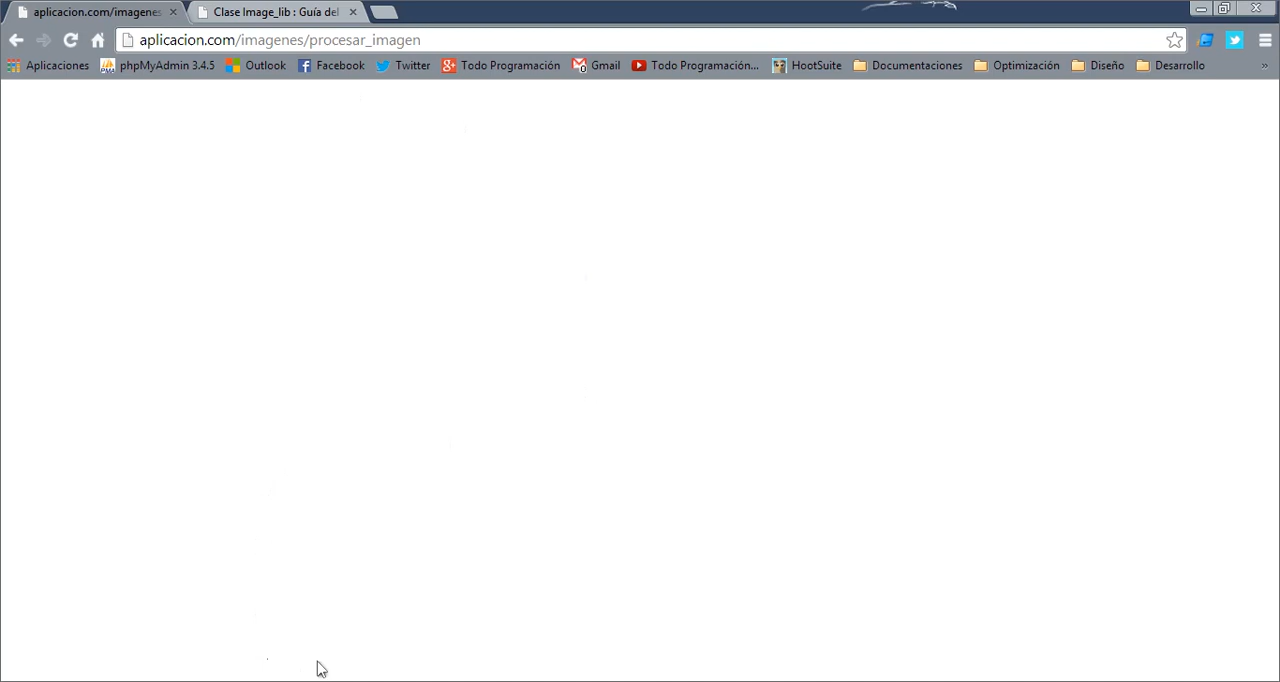 aplicacion.com/imagenes
Clase Image_lib : Guía del
aplicacion.com/imagenes/procesar_imagen
Aplicaciones phpMyAdmin 3.4.5 Outlook Facebook Twitter Todo Programación Gmail Todo Programación... HootSuite Documentaciones Optimización Diseño Desarrollo »